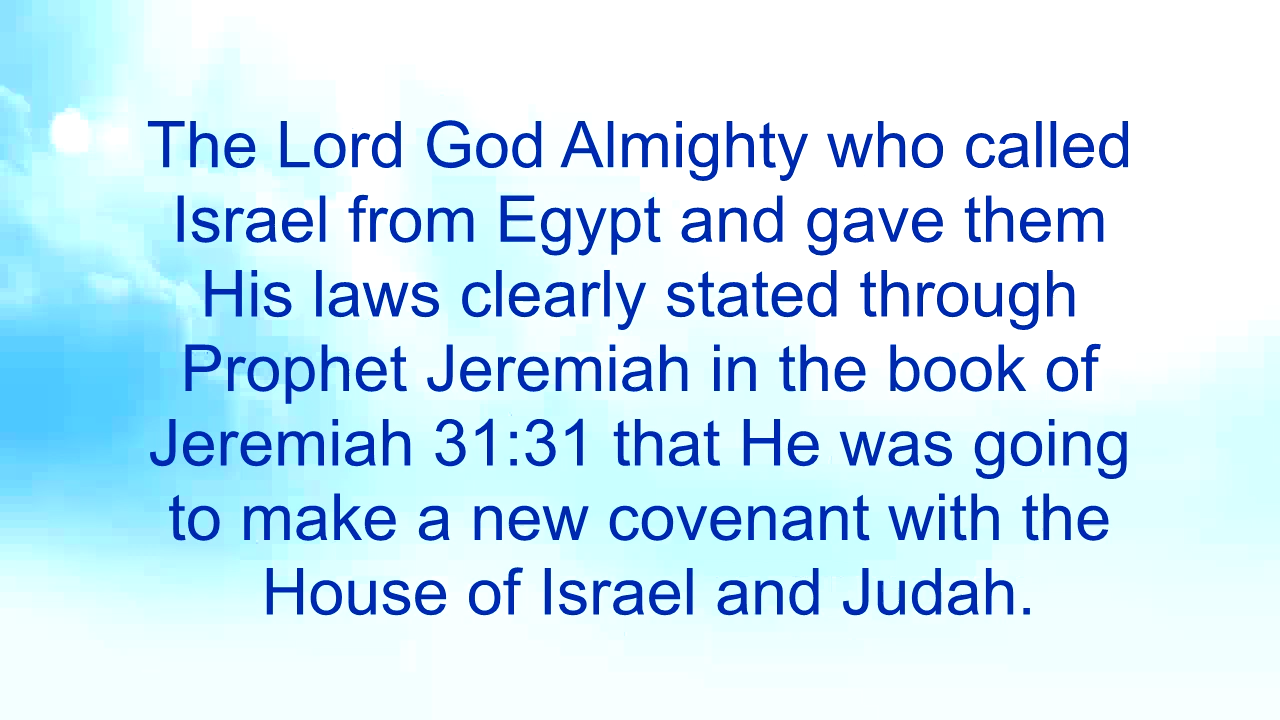 The Lord God Almighty who called
Israel from Egypt and gave them
His laws clearly stated through
Prophet Jeremiah in the book of
Jeremiah 31:31 that He was going
to make a new covenant with the
House of Israel and Judah.